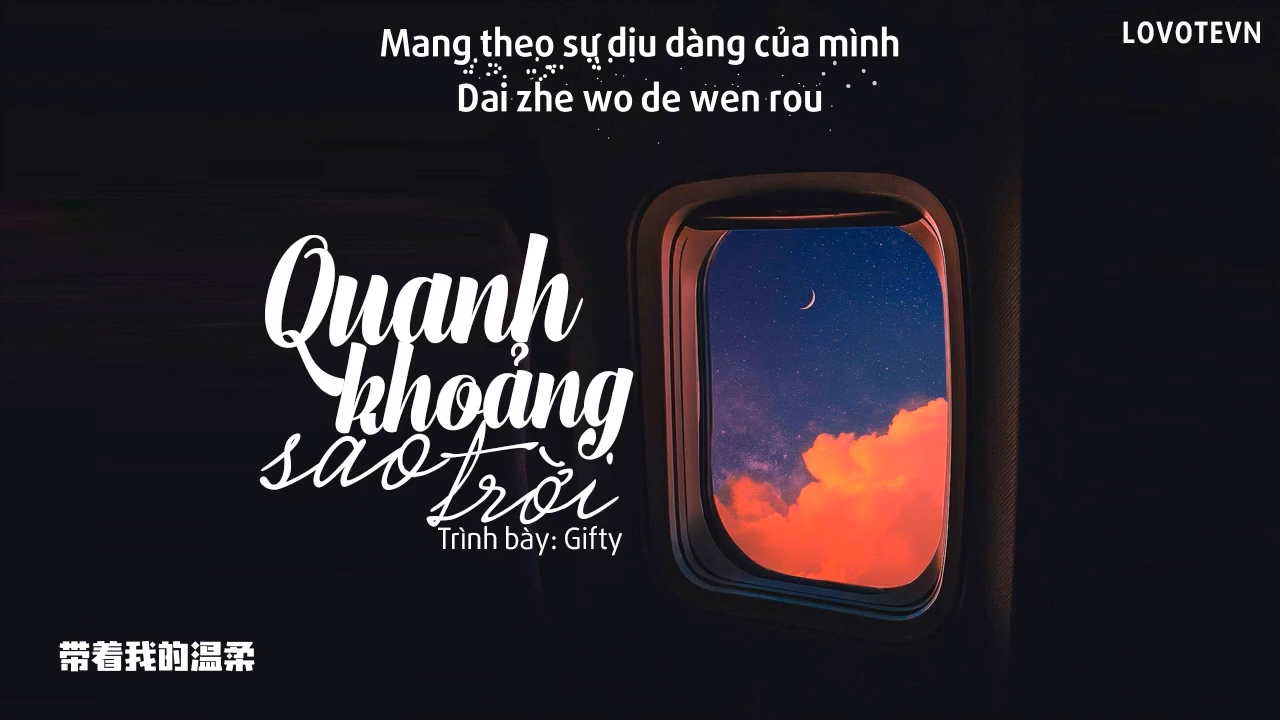 Mang theo sự dịu dàng của mình
LOVOTEVN
Dai zhe wo de wen rou
Quanh
khoảng
sao trời
Trình bày: Gifty
带着我的温柔